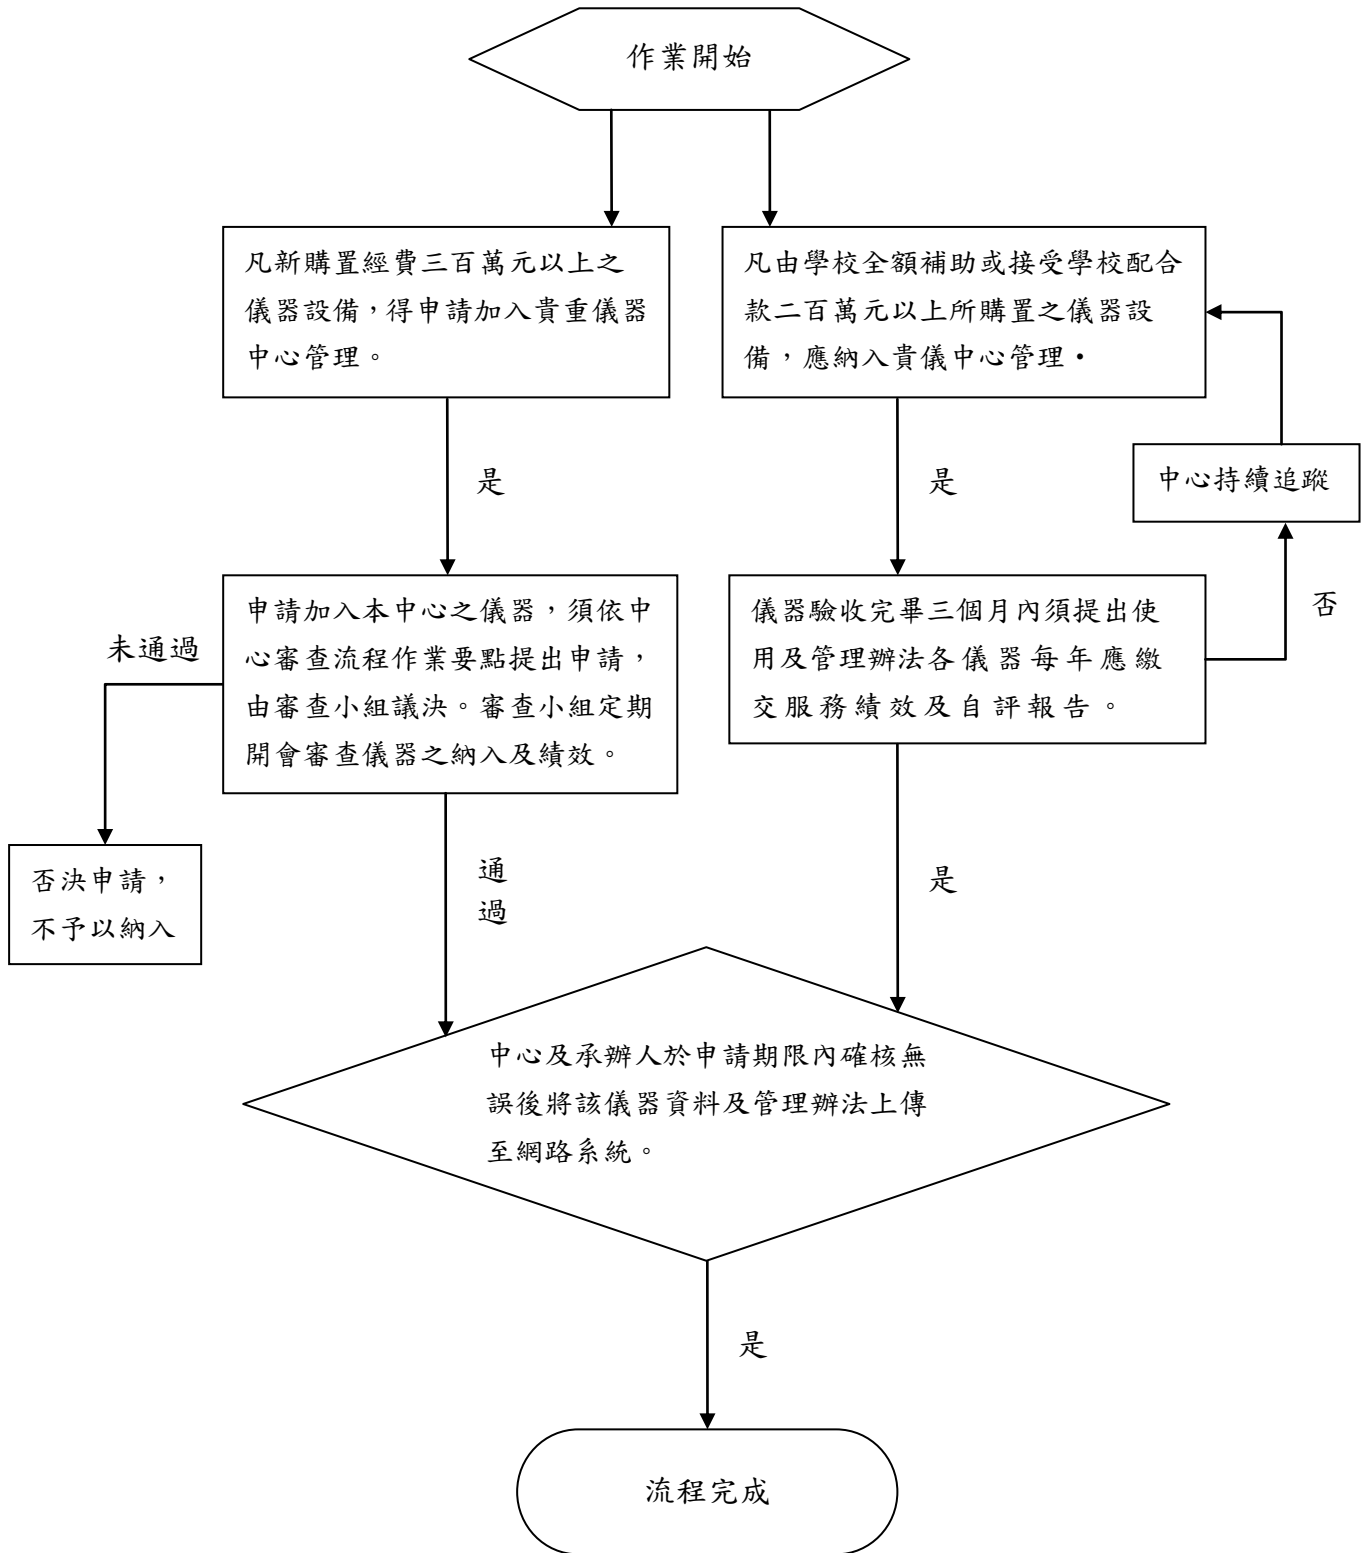 作業開始
凡新購置經費三百萬元以上之
儀器設備，得申請加入貴重儀器
中心管理。
凡由學校全額補助或接受學校配合
款二百萬元以上所購置之儀器設
備，應納入貴儀中心管理‧
是
是
中心持續追蹤
否
申請加入本中心之儀器，須依中
心審查流程作業要點提出申請，
由審查小組議決。審查小組定期
開會審查儀器之納入及績效。
儀器驗收完畢三個月內須提出使
用及管理辦法各儀器每年應繳
交服務績效及自評報告。
未通過
否決申請，
不予以納入
通
過
是
中心及承辦人於申請期限內確核無
誤後將該儀器資料及管理辦法上傳
至網路系統。
是
流程完成